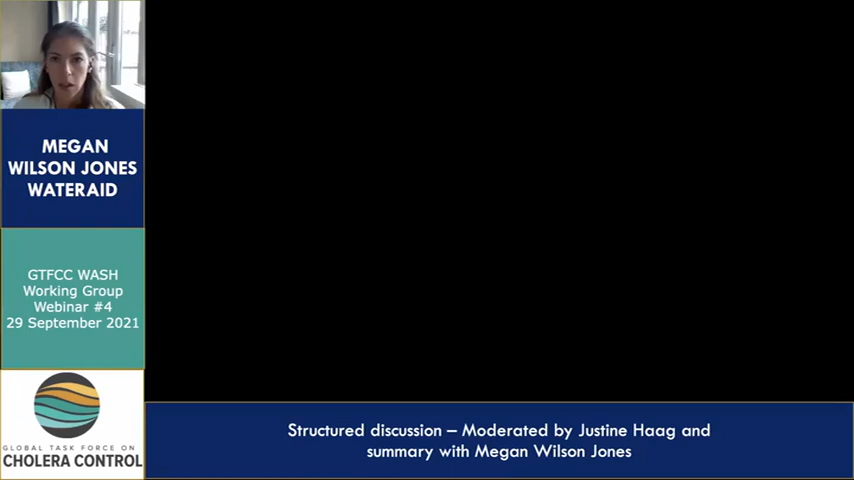 MEGAN
WILSON JONES
WATERAID
GTFCC WASH
Working Group
Webinar #4
29 September 2021
GLOBAL TASK FORCE ON
CHOLERA CONTROL
Structured discussion – Moderated by Justine Haag and
summary with Megan Wilson Jones